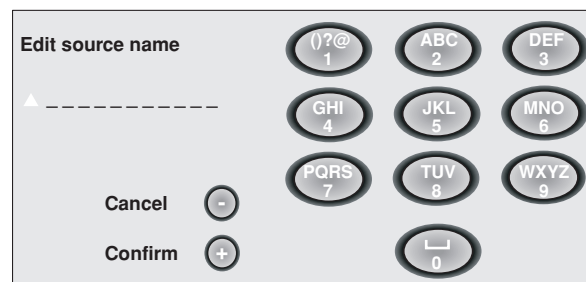 Edit source name
()?@
1
ABC
2
DEF
3
_ _ _ _ _ _ _ _ _ _ _
GHI
4
JKL
5
MNO
6
PQRS
7
TUV
8
WXYZ
9
Cancel -
Confirm +
0